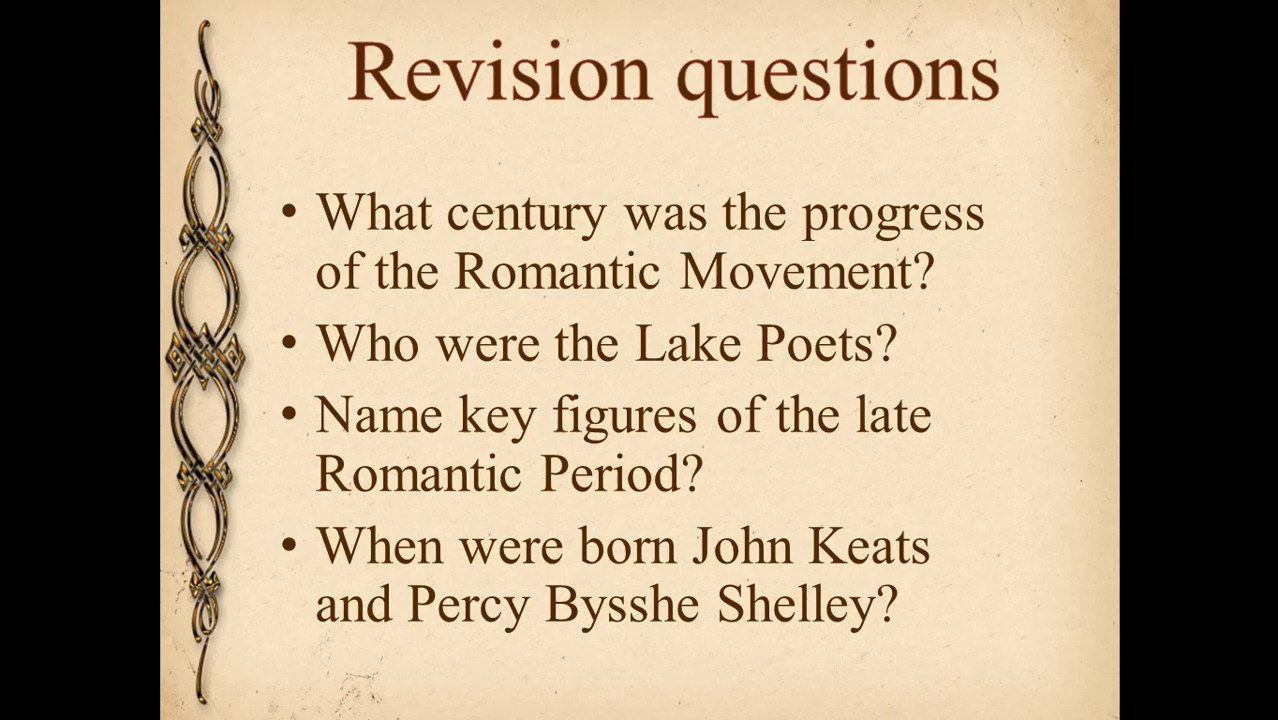 Revision questions
• What century was the progress
of the Romantic Movement?
• Who were the Lake Poets?
• Name key figures of the late
Romantic Period?
• When were born John Keats
and Percy Bysshe Shelley?